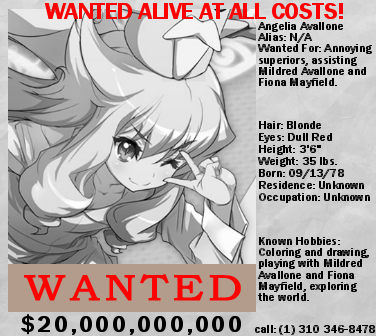 WANTED ALIVE AT ALL COSTS!
Angelia Avallone
Alias: N/A
Wanted For: Annoying
superiors, assisting
Mildred Avallone and
Fiona Mayfield.
Hair: Blonde
Eyes: Dull Red
Height: 3'6"
Weight: 35 lbs.
Born: 09/13/78
Residence: Unknown
Occupation: Unknown
Known Hobbies:
Coloring and drawing,
playing with Mildred
Avallone and Fiona
Mayfield, exploring
the world.
WANTED
$20,000,000,000
call: (1) 310 346-8478